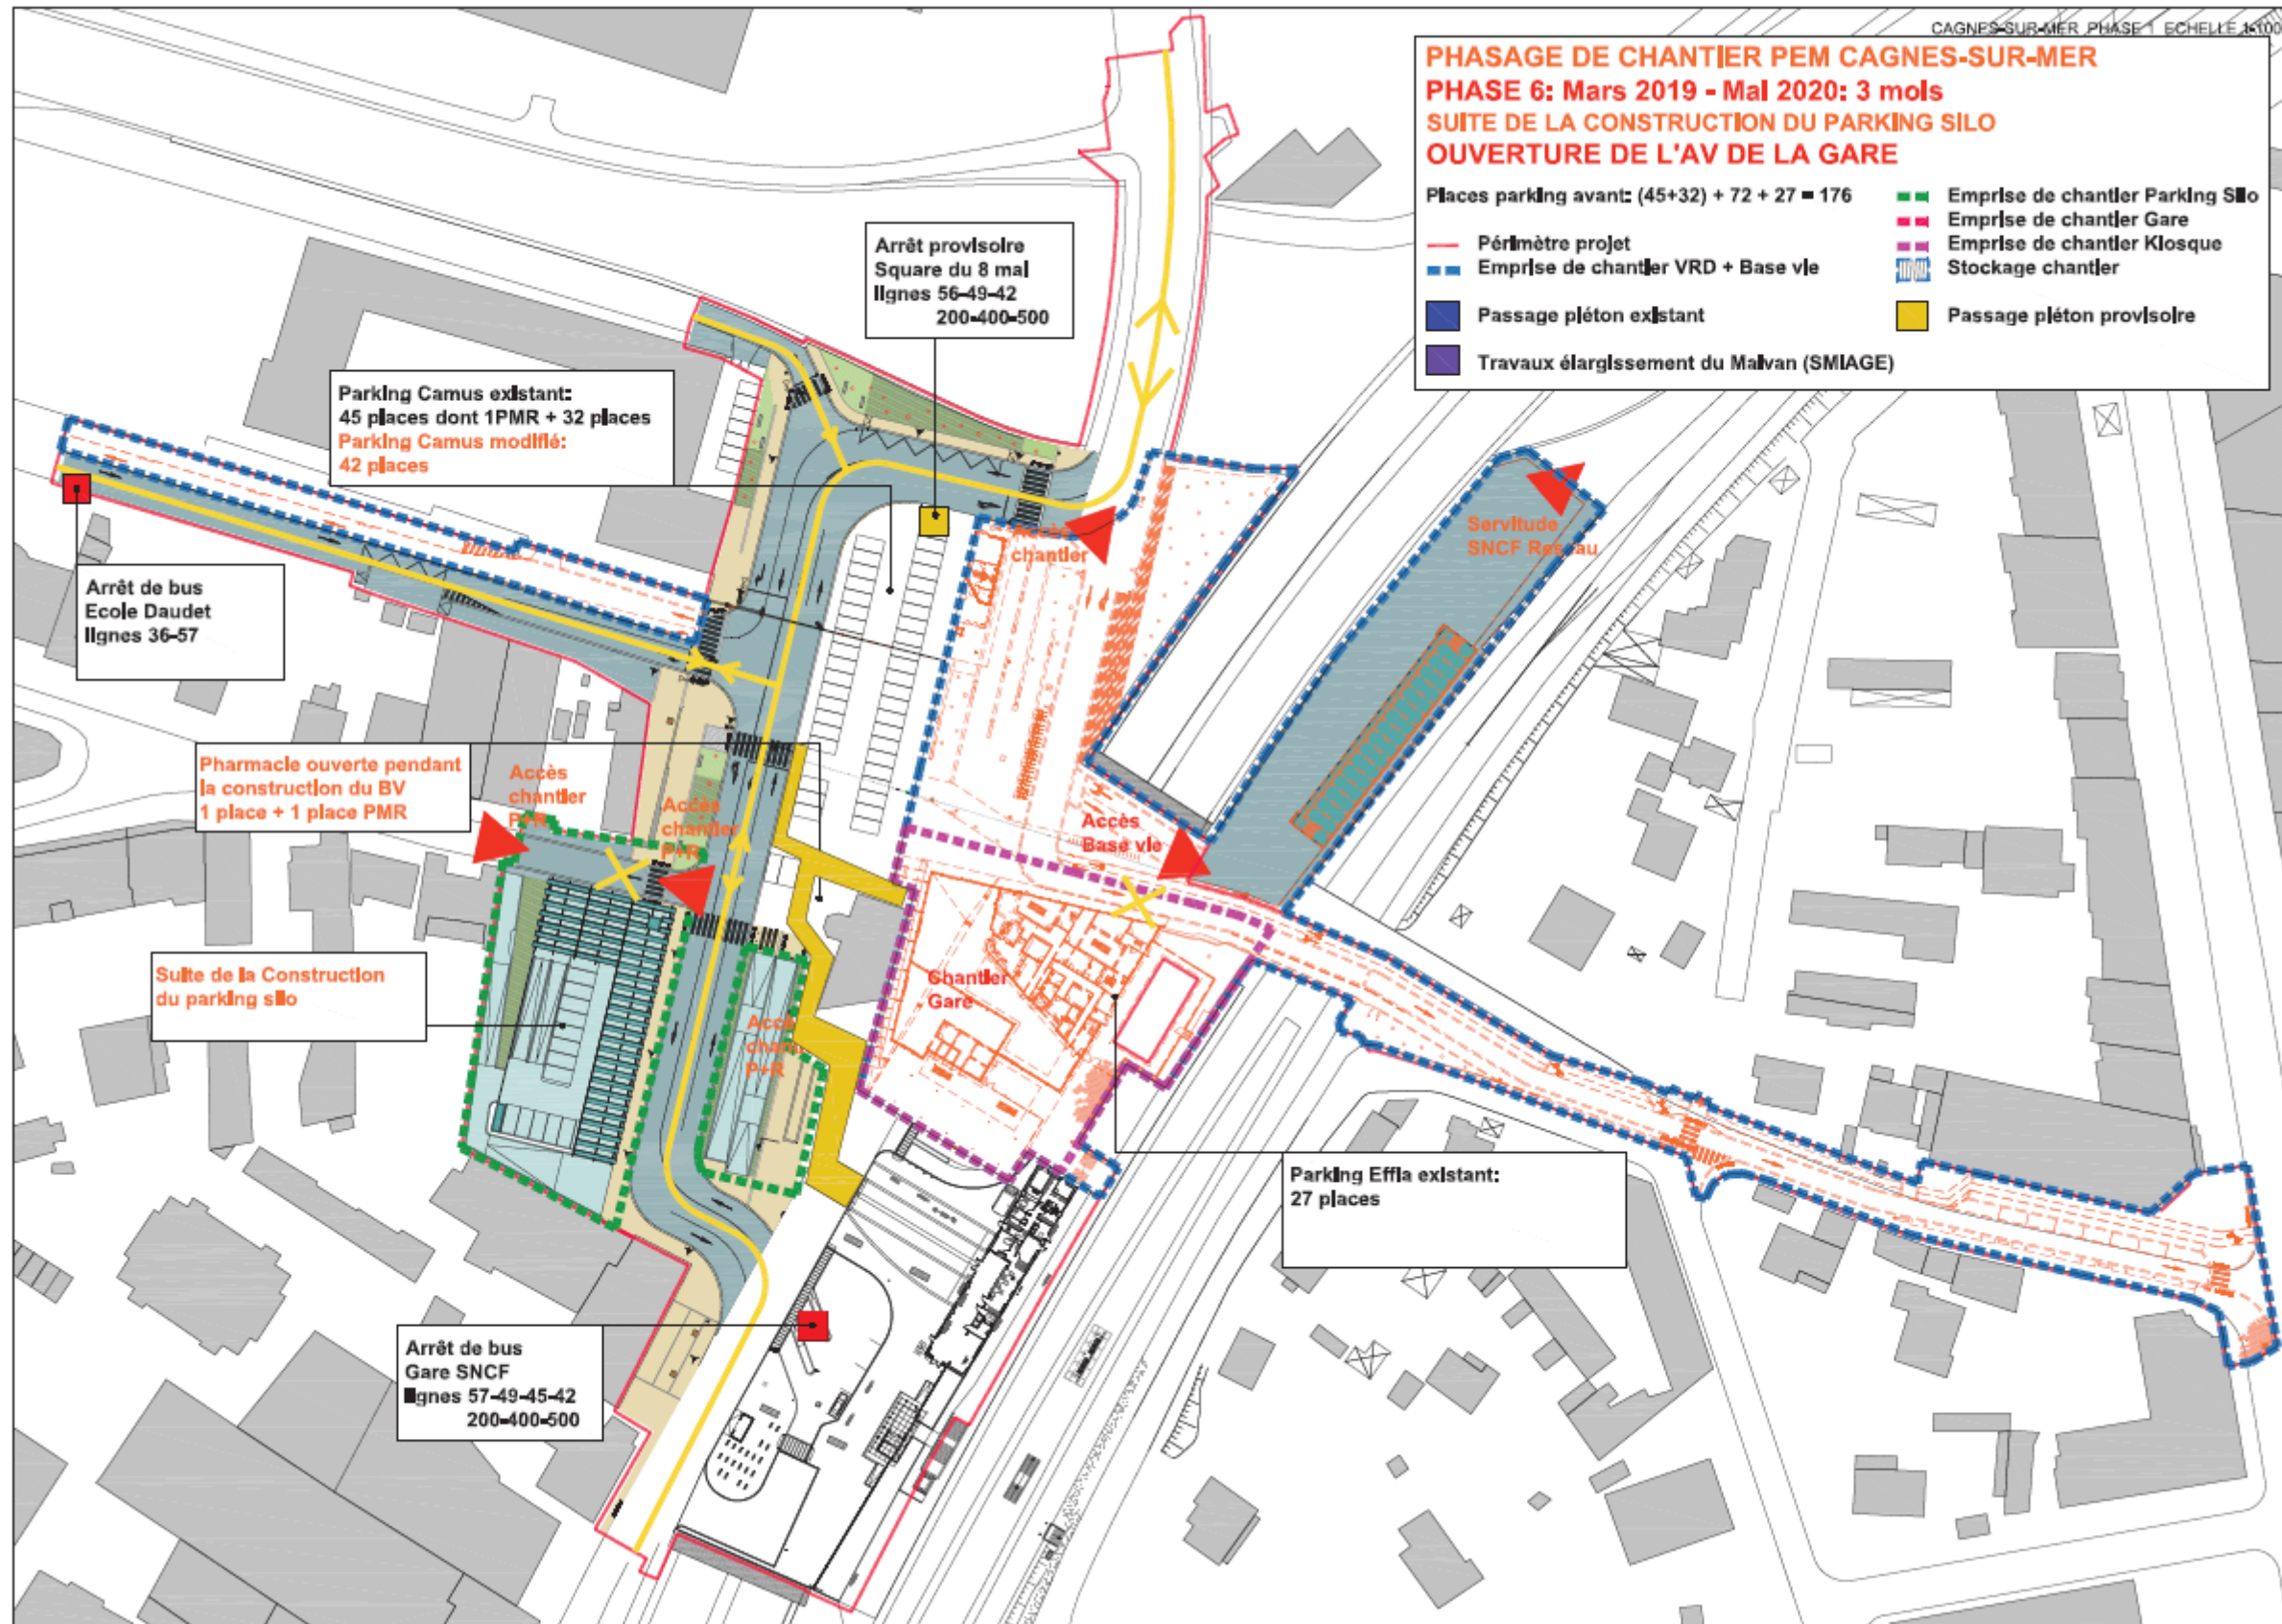 CAGNES-SUR-MER PHASE 1 ECHELLE
PHASAGE DE CHANTIER PEM CAGNES-SUR-MER
PHASE 6: Mars 2019 - Mai 2020: 3 mois
SUITE DE LA CONSTRUCTION DU PARKING SILO
OUVERTURE DE L'AV DE LA GARE
Places parking avant: (45+32) + 72 + 27 = 176
Périmètre projet
Emprise de chantier VRD + Base vie
Passage piéton existant
Travaux élargissement du Malvan (SMIAGE)
Emprise de chantier Parking Silo
Emprise de chantier Gare
Emprise de chantier Kiosque
Stockage chantier
Passage piéton provisoire
Arrêt provisoire
Square du 8 mai
lignes 56-49-42
200-400-500
Parking Camus existant:
45 places dont 1PMR + 32 places
Parking Camus modifié:
42 places
Accès
chantier
Servitude
SNCF Réseau
Arrêt de bus
Ecole Daudet
lignes 36-57
Pharmacie ouverte pendant
la construction du BV
1 place + 1 place PMR
Accès
chantier
P+R
Accès
chantier
P+R
Accès
Base vie
Suite de la Construction
du parking silo
Chantier
Gare
Accès
chant
P+R
Parking Effia existant:
27 places
Arrêt de bus
Gare SNCF
lignes 57-49-45-42
200-400-500